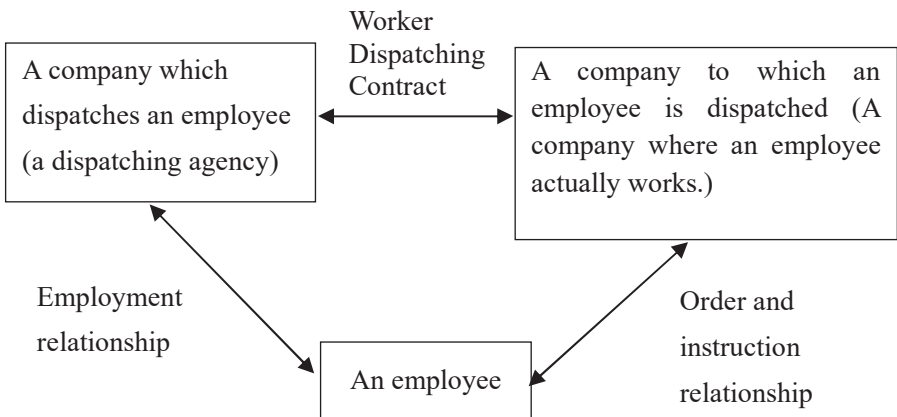 Worker
Dispatching
Contract
A company which
dispatches an employee
(a dispatching agency)
A company to which an
employee is dispatched (A
company where an employee
actually works.)
Employment
relationship
Order and
instruction
relationship
An employee